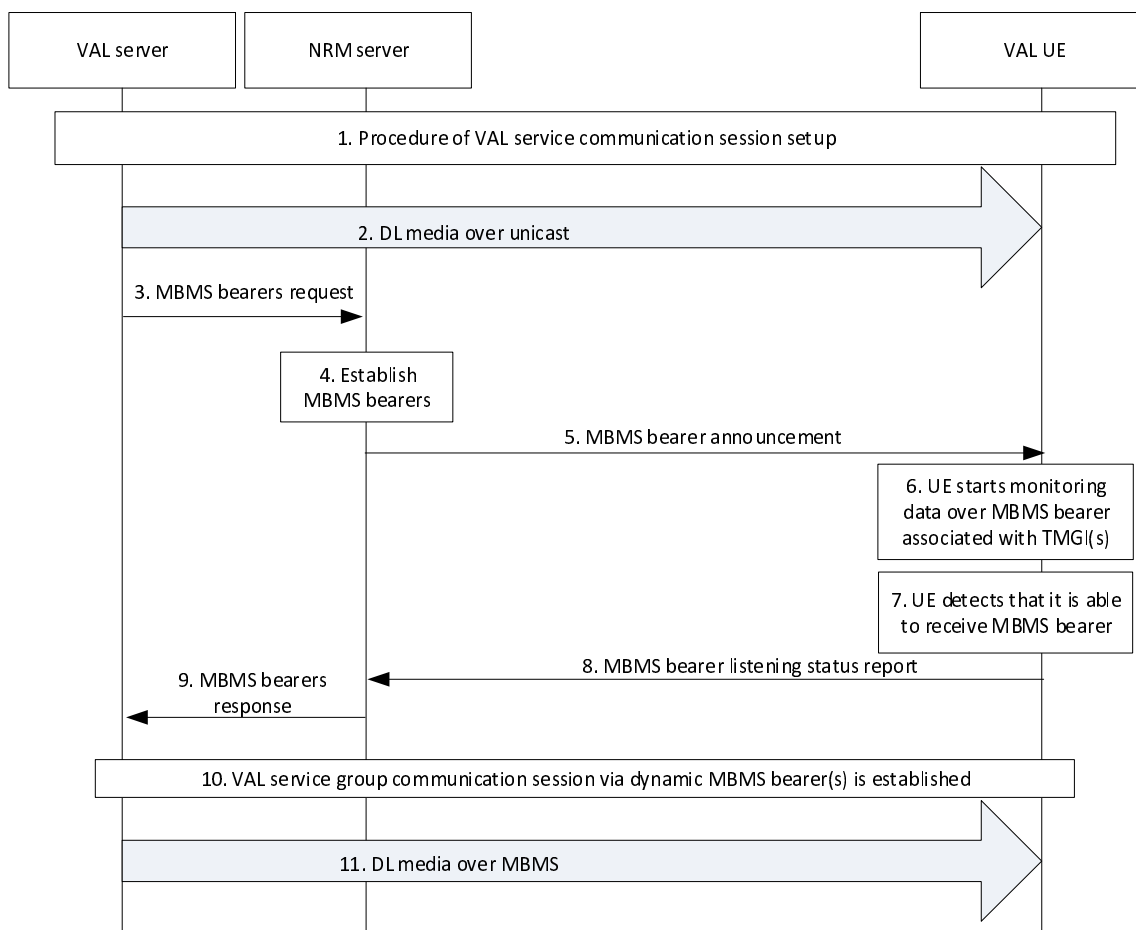 VAL server
NRM server
VAL UE
1. Procedure of VAL service communication session setup
2. DL media over unicast
3. MBMS bearers request
4. Establish
MBMS bearers
5. MBMS bearer announcement
6. UE starts monitoring
data over MBMS bearer
associated with TMGI(s)
7. UE detects that it is able
to receive MBMS bearer
8. MBMS bearer listening status report
9. MBMS bearers
response
10. VAL service group communication session via dynamic MBMS bearer(s) is established
11. DL media over MBMS